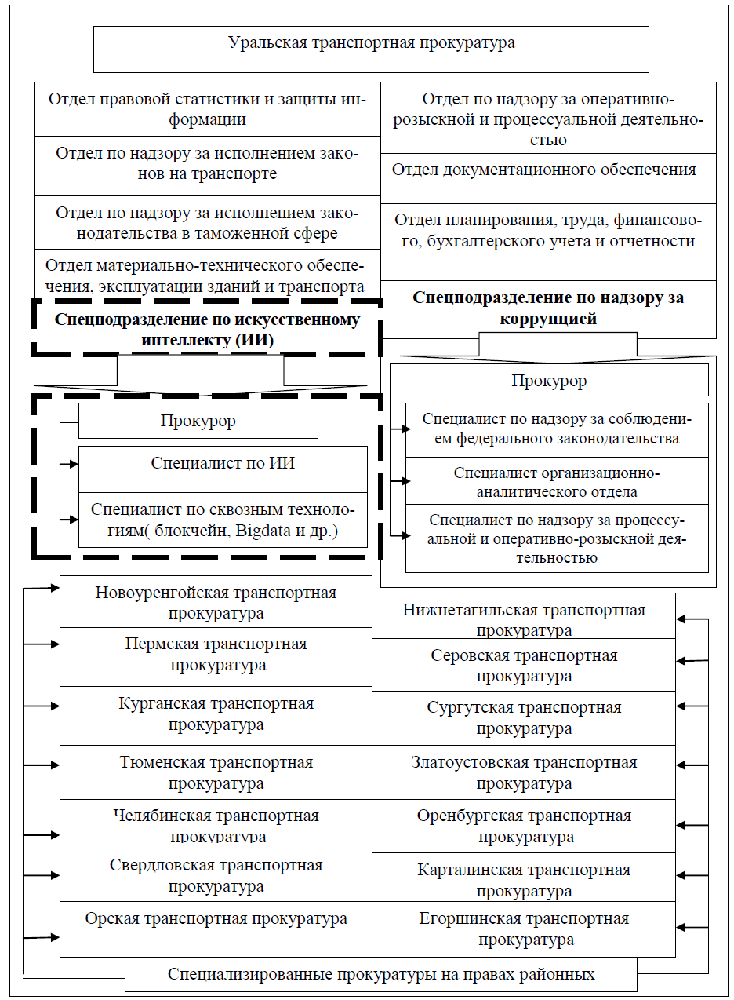 Уральская транспортная прокуратура
Отдел правовой статистики и защиты ин-
формации
Отдел по надзору за исполнением зако-
нов на транспорте
Отдел по надзору за исполнением зако-
нодательства в таможенной сфере
Отдел материально-технического обеспе-
чения, эксплуатации зданий и транспорта
Спецподразделение по искусственному
интеллекту (ИИ)
Прокурор
Специалист по ИИ
Специалист по сквозным техноло-
гиям( блокчейн, Bigdata и др.)
Отдел по надзору за оперативно-
розыскной и процессуальной деятельно-
стью
Отдел документационного обеспечения
Отдел планирования, труда, финансово-
го, бухгалтерского учета и отчетности
Спецподразделение по надзору за
коррупцией
Прокурор
Специалист по надзору за соблюдени-
ем федерального законодательства
Специалист организационно-
аналитического отдела
Специалист по надзору за процессу-
альной и оперативно-розыскной дея-
тельностью
Новоуренгойская транспортная
прокуратура
Пермская транспортная
прокуратура
Курганская транспортная
прокуратура
Тюменская транспортная
прокуратура
Челябинская транспортная
прокуратура
Свердловская транспортная
прокуратура
Орская транспортная прокуратура
Нижнетагильская транспортная
прокуратура
Серовская транспортная
прокуратура
Сургутская транспортная
прокуратура
Златоустовская транспортная
прокуратура
Оренбургская транспортная
прокуратура
Карталинская транспортная
прокуратура
Егоршинская транспортная
прокуратура
Специализированные прокуратуры на правах районных